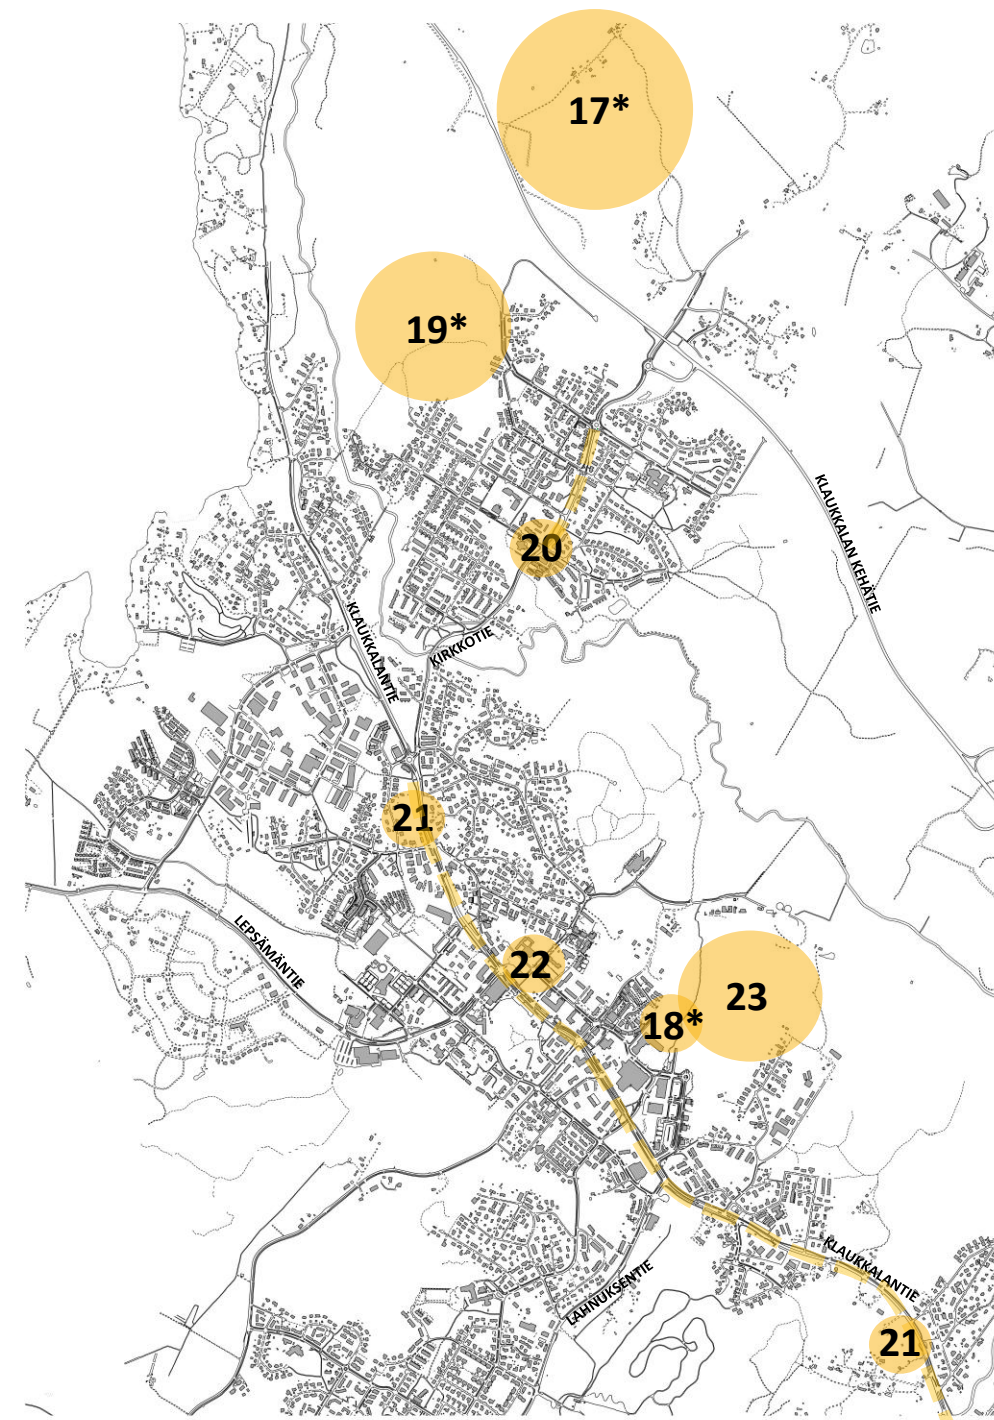 17*
19*
KLAUKKALAN KEHÄTIE
20
KLAUKKALANTIE
KIRKKOTIE
21
LEPSÄMÄNTIE
22
23
18*
KLAUKKALANTIE
LAHNUKSENTIE
21